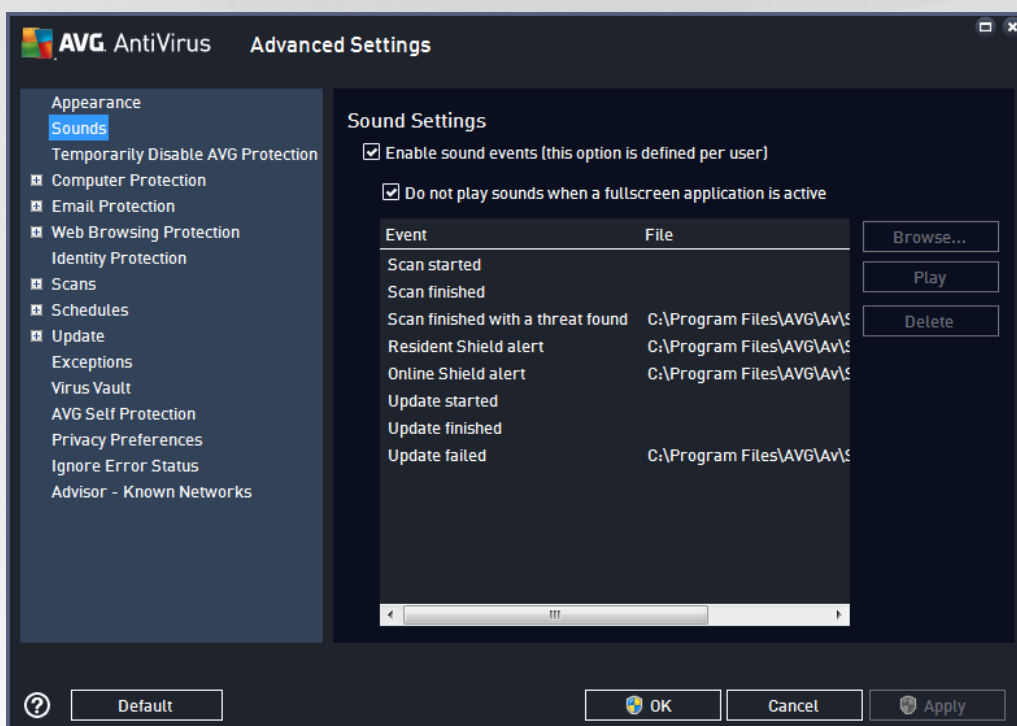 AVG. AntiVirus Advanced Settings
Appearance
Sounds
Temporarily Disable AVG Protection
Computer Protection
Email Protection
Web Browsing Protection
Identity Protection
Scans
Schedules
Update
Exceptions
Virus Vault
AVG Self Protection
Privacy Preferences
Ignore Error Status
Advisor - Known Networks
Sound Settings
Enable sound events (this option is defined per user)
Do not play sounds when a fullscreen application is active
Event File
Scan started
Scan finished
Scan finished with a threat found C:\Program Files\AVG\Av\S
Resident Shield alert C:\Program Files\AVG\Av\S
Online Shield alert C:\Program Files\AVG\Av\S
Update started
Update finished
Update failed C:\Program Files\AVG\Av\S
Browse...
Play
Delete
? Default OK Cancel Apply